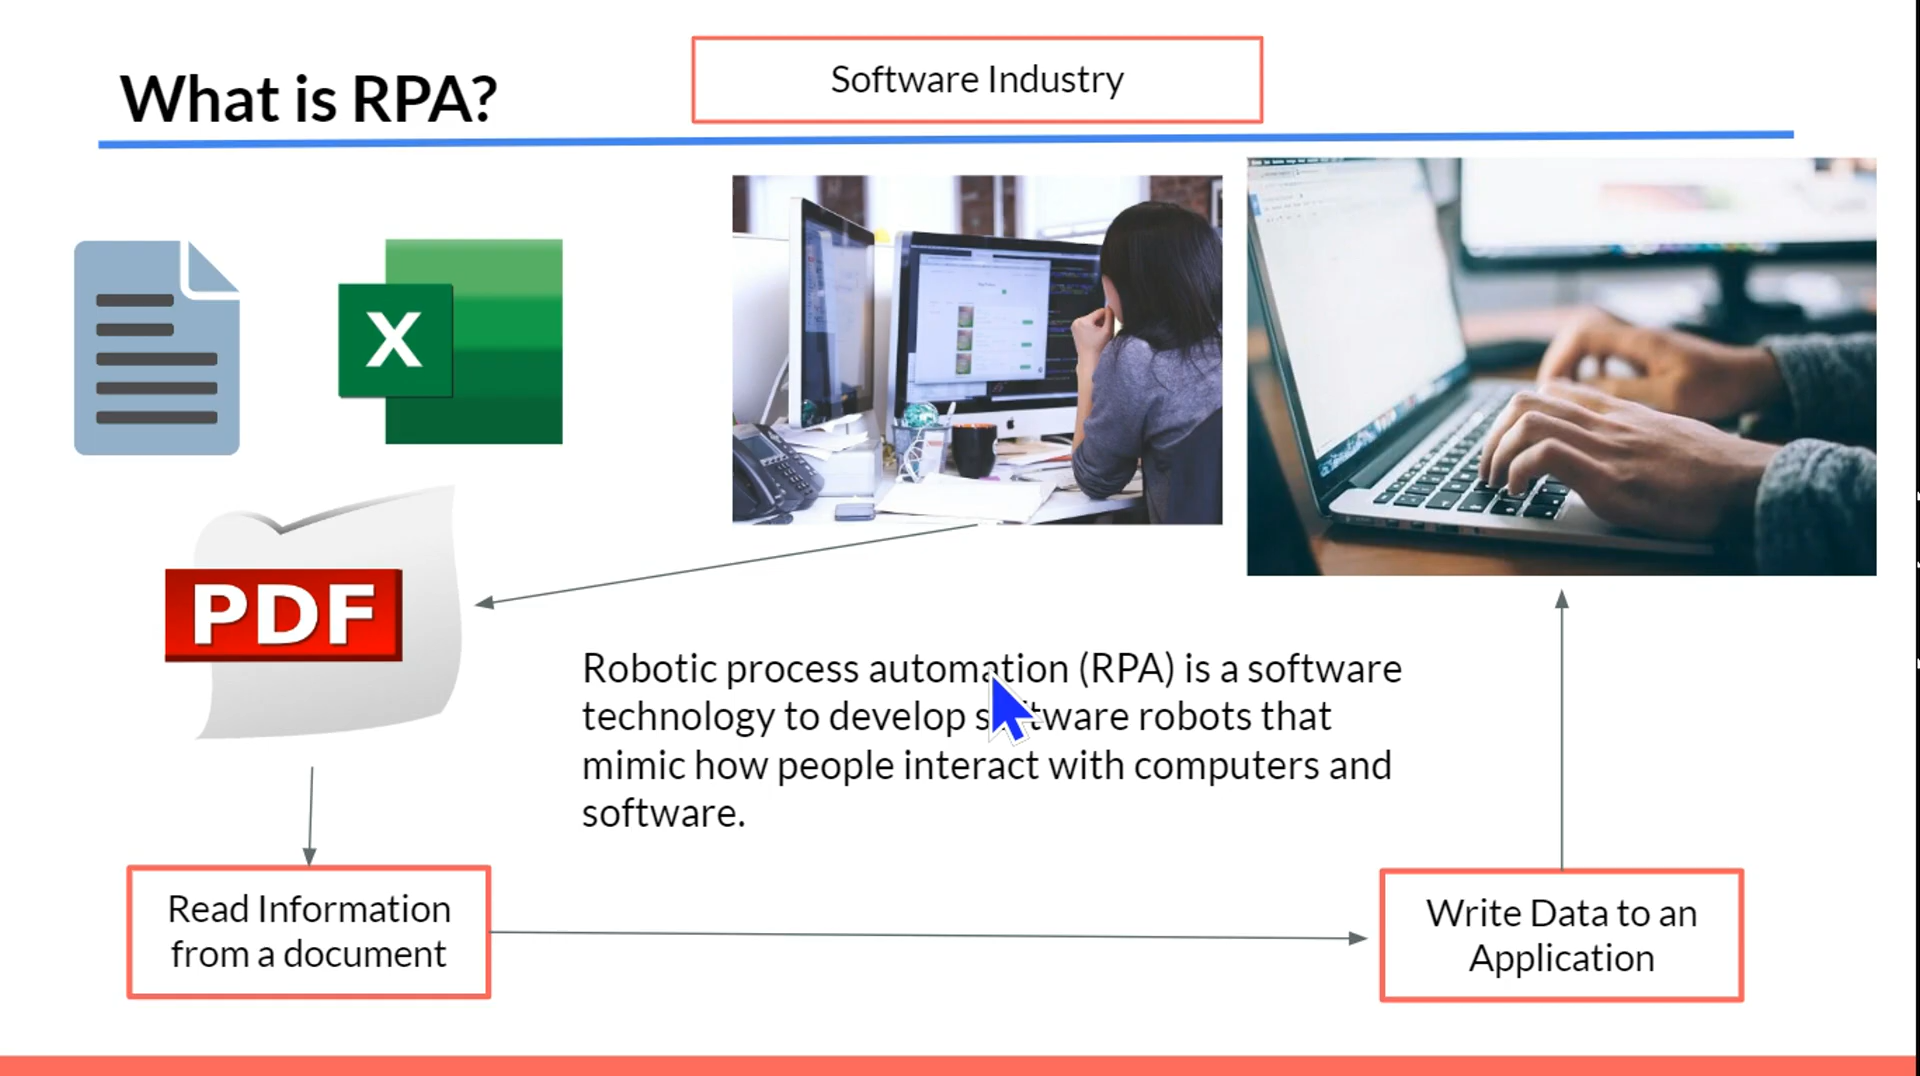 What is RPA?
Software Industry
X
PDF
Robotic process automation (RPA) is a software
technology to develop software robots that
mimic how people interact with computers and
software.
Read Information
from a document
Write Data to an
Application